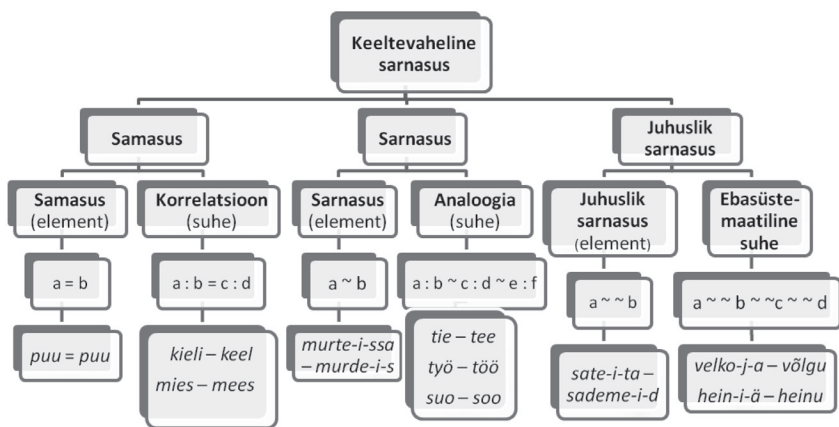 Keeltevaheline
sarnasus
Samasus
Sarnasus
Juhuslik
sarnasus
Samasus
(element)
Korrelatsioon
(suhe)
Sarnasus
(element)
Analoogia
(suhe)
Juhuslik
sarnasus
(element)
Ebasüste-
maatiline
suhe
a = b
a : b = c : d
a ~ b
a : b ~ c : d ~ e : f
a ~ ~ b
a ~ ~ b ~ ~c ~ ~ d
puu = puu
kieli – keel
mies – mees
murte-i-ssa
– murde-i-s
tie – tee
työ – töö
suo – soo
sate-i-ta –
sademe-i-d
velko-j-a – võlgu
hein-i-ä – heinu